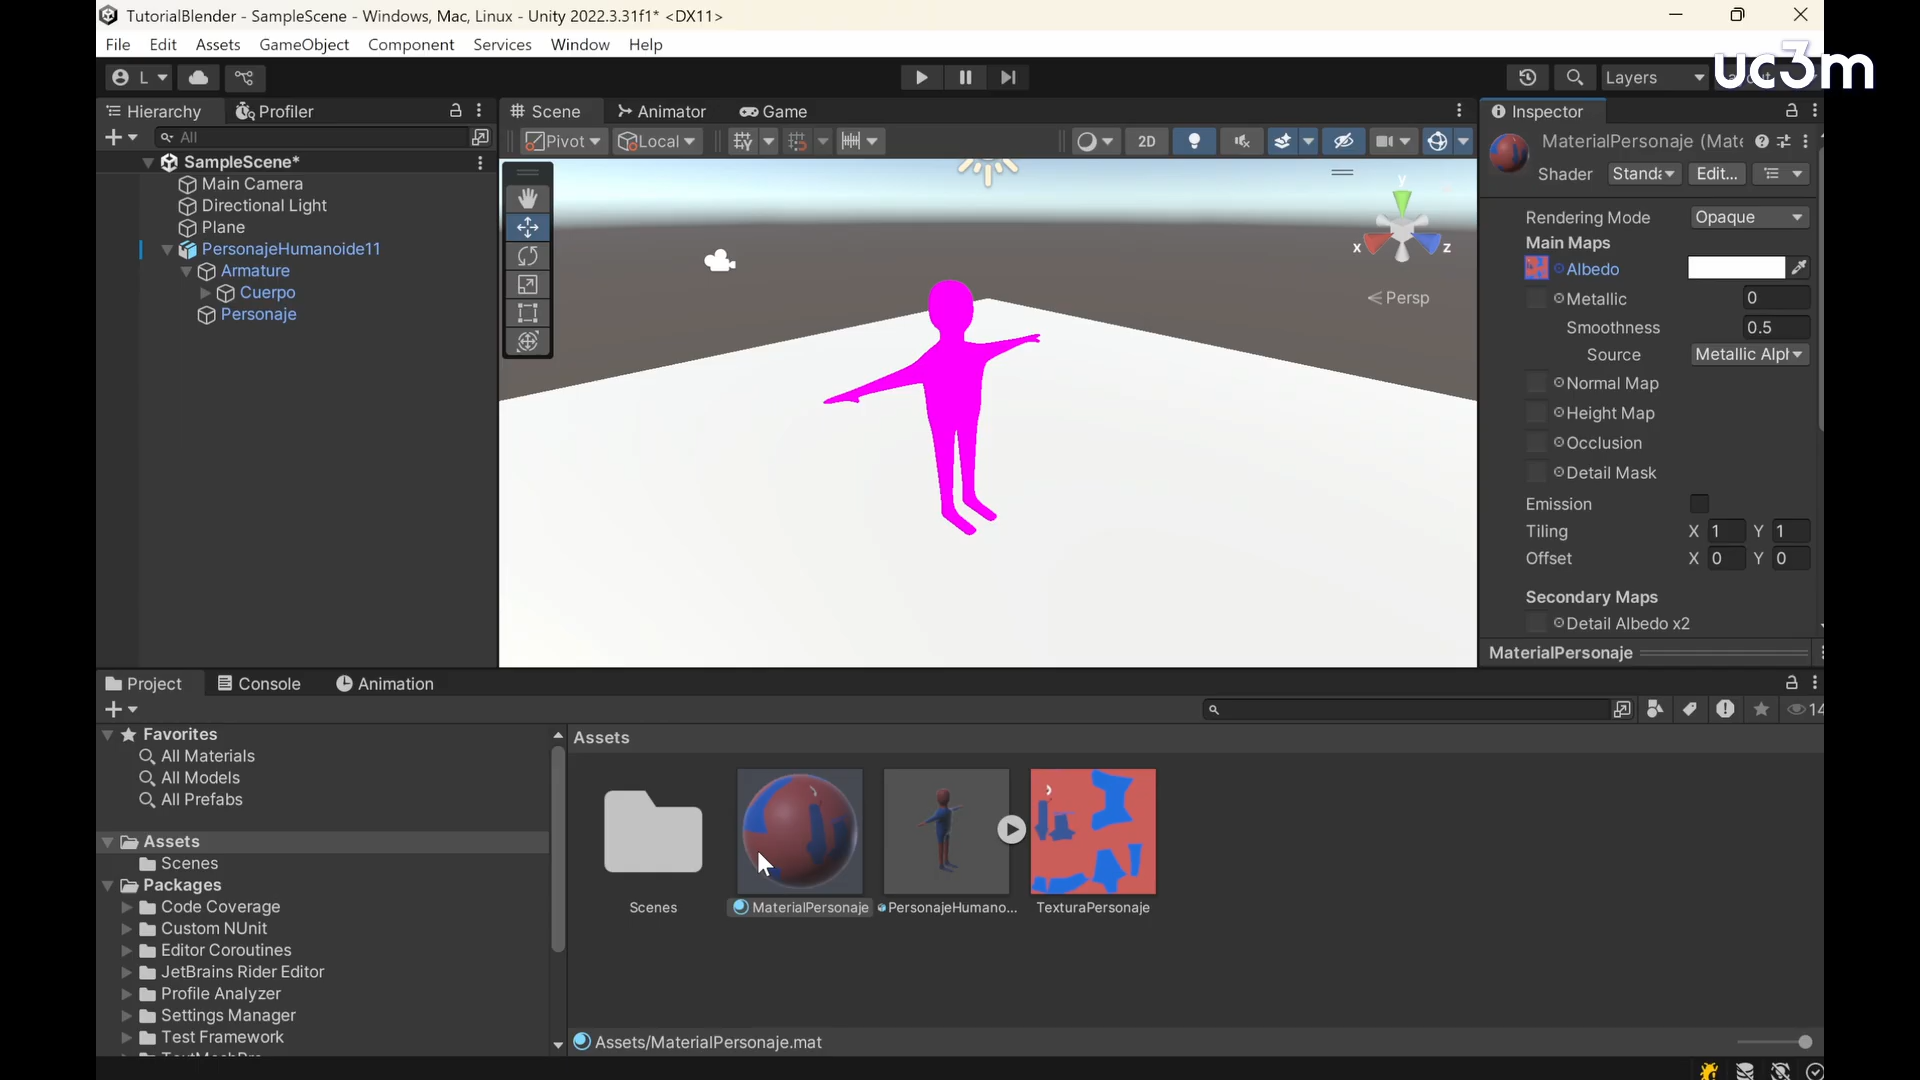 TutorialBlender - SampleScene - Windows, Mac, Linux - Unity 2022.3.31f1* <DX11>
File Edit Assets GameObject Component Services Window Help
uc3m
L Layers
Hierarchy Profiler
All
SampleScene*
Main Camera
Directional Light
Plane
PersonajeHumanoide11
Armature
Cuerpo
Personaje
Scene Animator Game
Pivot Local 2D
y
x z
Persp
Inspector
MaterialPersonaje (Mate
Shader Standa Edit...
Rendering Mode Opaque
Main Maps
Albedo
Metallic 0
Smoothness 0.5
Source Metallic Alph
Normal Map
Height Map
Occlusion
Detail Mask
Emission
Tiling X 1 Y 1
Offset X 0 Y 0
Secondary Maps
Detail Albedo x2
MaterialPersonaje
Project Console Animation
14
Favorites
All Materials
All Models
All Prefabs
Assets
Scenes
Packages
Code Coverage
Custom NUnit
Editor Coroutines
JetBrains Rider Editor
Profile Analyzer
Settings Manager
Test Framework
Assets
Scenes MaterialPersonaje PersonajeHumano... TexturaPersonaje
Assets/MaterialPersonaje.mat